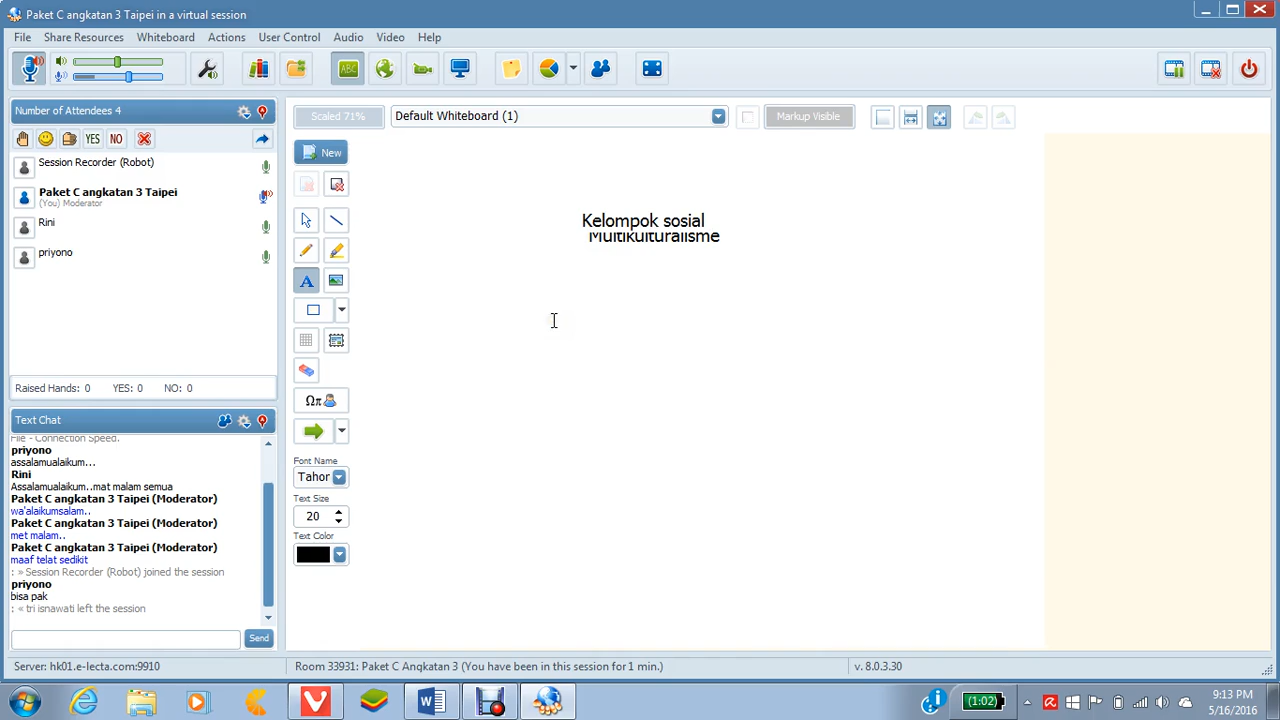 Paket C angkatan 3 Taipei in a virtual session
File Share Resources Whiteboard Actions User Control Audio Video Help
ABC
Number of Attendees 4
Scaled 71% Default Whiteboard (1) Markup Visible
YES NO
New
Session Recorder (Robot)
Paket C angkatan 3 Taipei
(You) Moderator
Rini
priyono
Kelompok sosial
Multikulturalisme
A
Raised Hands: 0 YES: 0 NO: 0
Ωπ
Text Chat
File - Connection Speed.
priyono
assalamualaikum...
Rini
Assalamualaikum..mat malam semua
Paket C angkatan 3 Taipei (Moderator)
wa'alaikumsalam..
Paket C angkatan 3 Taipei (Moderator)
met malam..
Paket C angkatan 3 Taipei (Moderator)
maaf telat sedikit
: » Session Recorder (Robot) joined the session
priyono
bisa pak
: « tri isnawati left the session
Send
Font Name
Tahor
Text Size
20
Text Color
Server: hk01.e-lecta.com:9910 Room 33931: Paket C Angkatan 3 (You have been in this session for 1 min.) v. 8.0.3.30
(1:02)
9:13 PM
5/16/2016